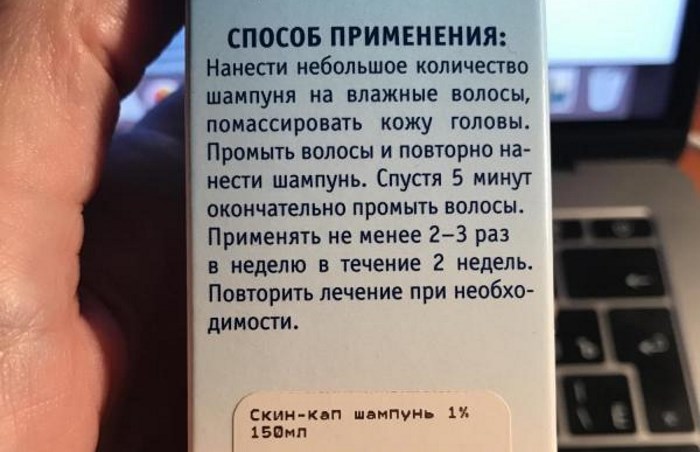 СПОСОБ ПРИМЕНЕНИЯ:
Нанести небольшое количество
шампуня на влажные волосы,
помассировать кожу головы.
Промыть волосы и повторно на-
нести шампунь. Спустя 5 минут
окончательно промыть волосы.
Применять не менее 2–3 раз
в неделю в течение 2 недель.
Повторить лечение при необхо-
димости.
Скин-кап шампунь 1%
150мл